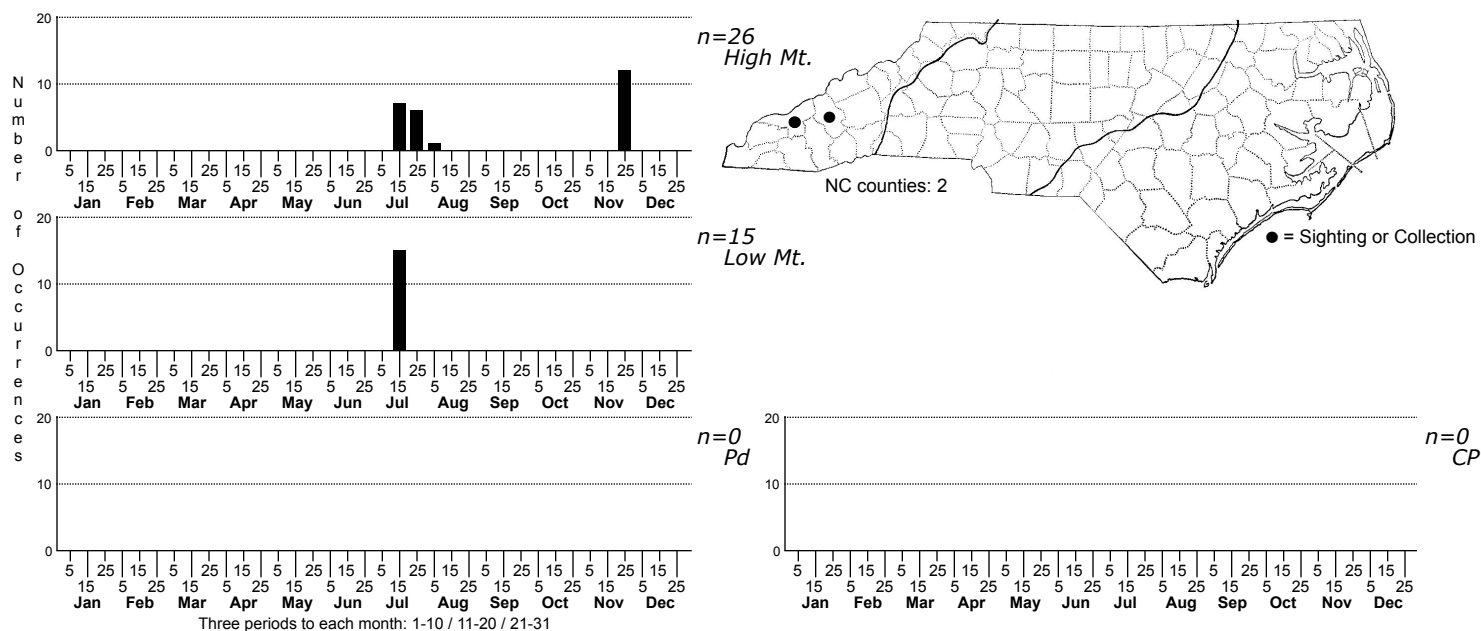 Number of Occurrences
20
10
0
5 25 15 5 25 15 5 25 15 5 25 15 5 25 15 5 25 15
15 5 25 15 5 25 15 5 25 15 5 25 15 5 25 15 5 25
Jan Feb Mar Apr May Jun Jul Aug Sep Oct Nov Dec
n=26
High Mt.
NC counties: 2
● = Sighting or Collection
20
10
0
5 25 15 5 25 15 5 25 15 5 25 15 5 25 15 5 25 15
15 5 25 15 5 25 15 5 25 15 5 25 15 5 25 15 5 25
Jan Feb Mar Apr May Jun Jul Aug Sep Oct Nov Dec
n=15
Low Mt.
20
10
0
5 25 15 5 25 15 5 25 15 5 25 15 5 25 15 5 25 15
15 5 25 15 5 25 15 5 25 15 5 25 15 5 25 15 5 25
Jan Feb Mar Apr May Jun Jul Aug Sep Oct Nov Dec
n=0
Pd
Three periods to each month: 1-10 / 11-20 / 21-31
20
10
0
5 25 15 5 25 15 5 25 15 5 25 15 5 25 15 5 25 15
15 5 25 15 5 25 15 5 25 15 5 25 15 5 25 15 5 25
Jan Feb Mar Apr May Jun Jul Aug Sep Oct Nov Dec
n=0
CP